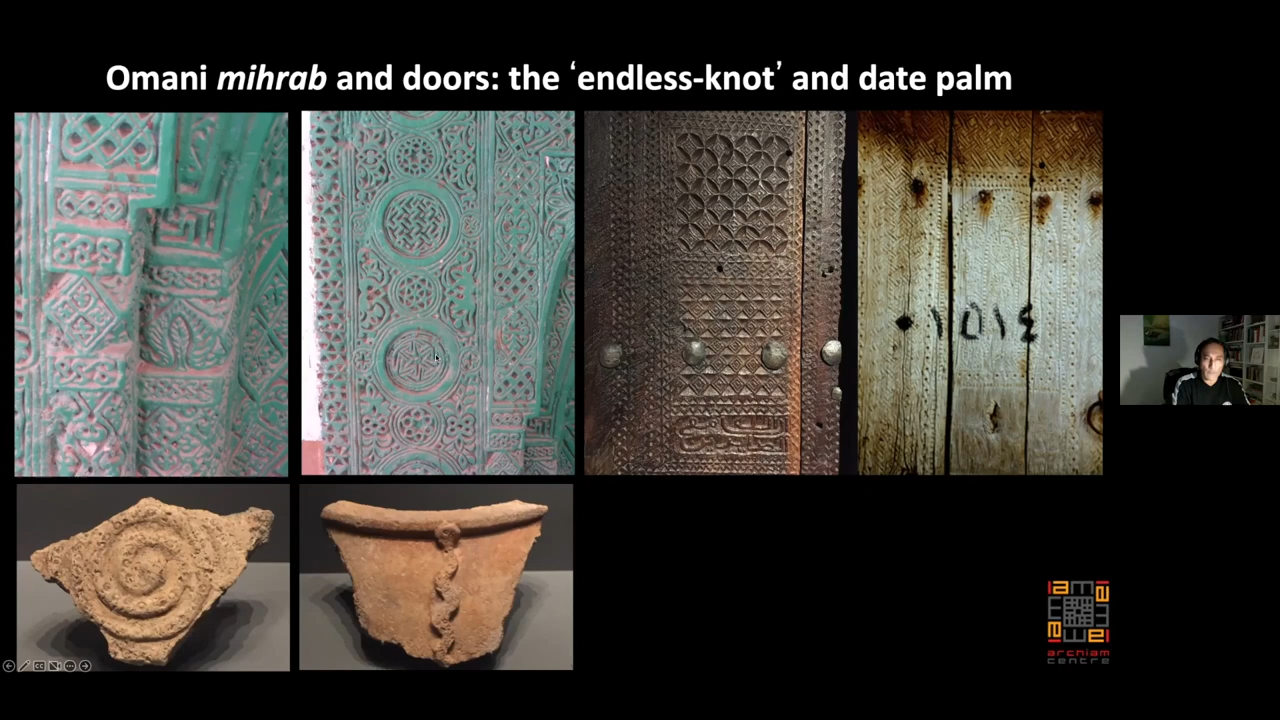 Omani mihrab and doors: the ‘endless-knot’ and date palm
١٥١٤
archiam
centre